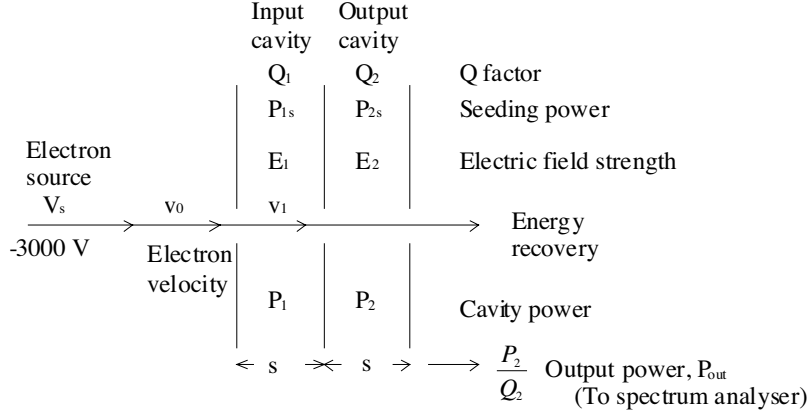 Input cavity
Output cavity
Q₁ Q₂ Q factor
P₁ₛ P₂ₛ Seeding power
Electron source
E₁ E₂ Electric field strength
Vₛ v₀ v₁
-3000 V
Energy recovery
Electron velocity
P₁ P₂ Cavity power
s s
P₂/Q₂ Output power, Pout
(To spectrum analyser)